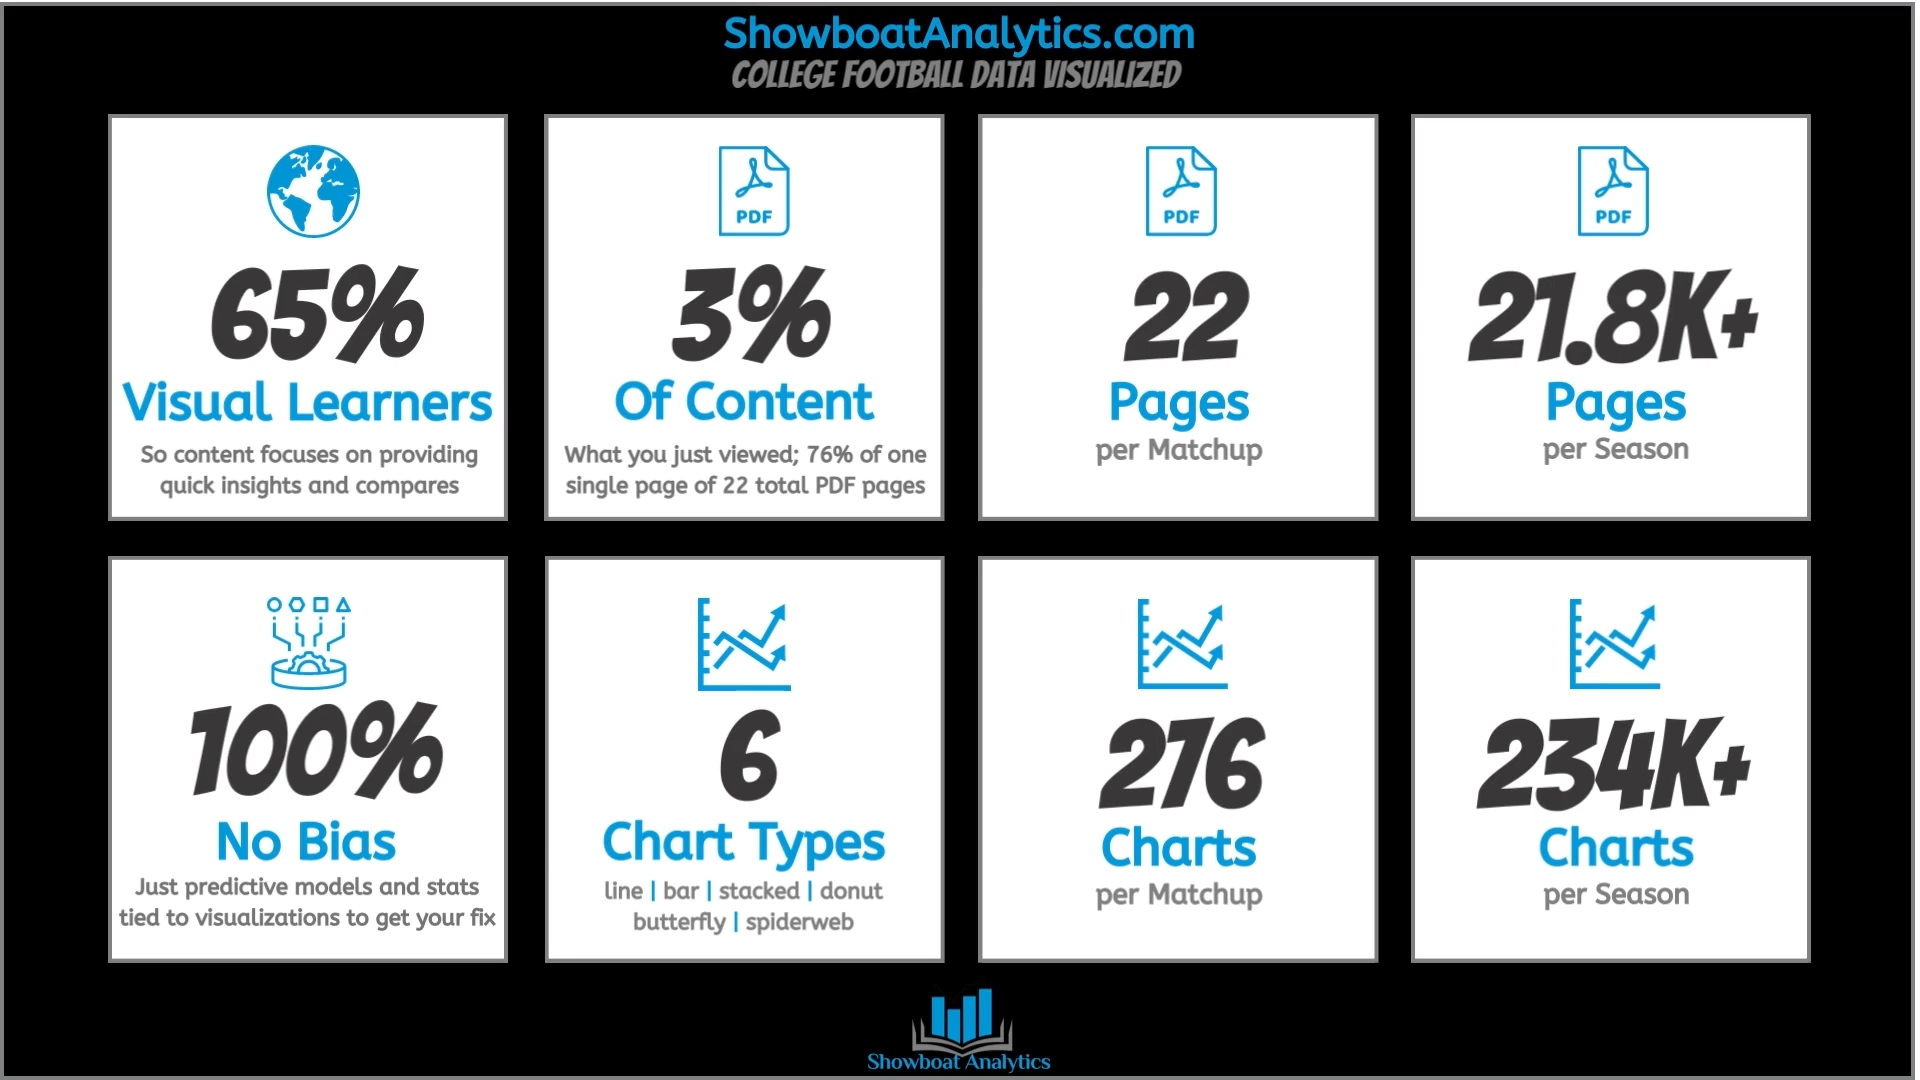 ShowboatAnalytics.com
COLLEGE FOOTBALL DATA VISUALIZED
65%
Visual Learners
So content focuses on providing
quick insights and compares
PDF
3%
Of Content
What you just viewed; 76% of one
single page of 22 total PDF pages
PDF
22
Pages
per Matchup
PDF
21.8K+
Pages
per Season
100%
No Bias
Just predictive models and stats
tied to visualizations to get your fix
6
Chart Types
line | bar | stacked | donut
butterfly | spiderweb
276
Charts
per Matchup
234K+
Charts
per Season
Showboat Analytics